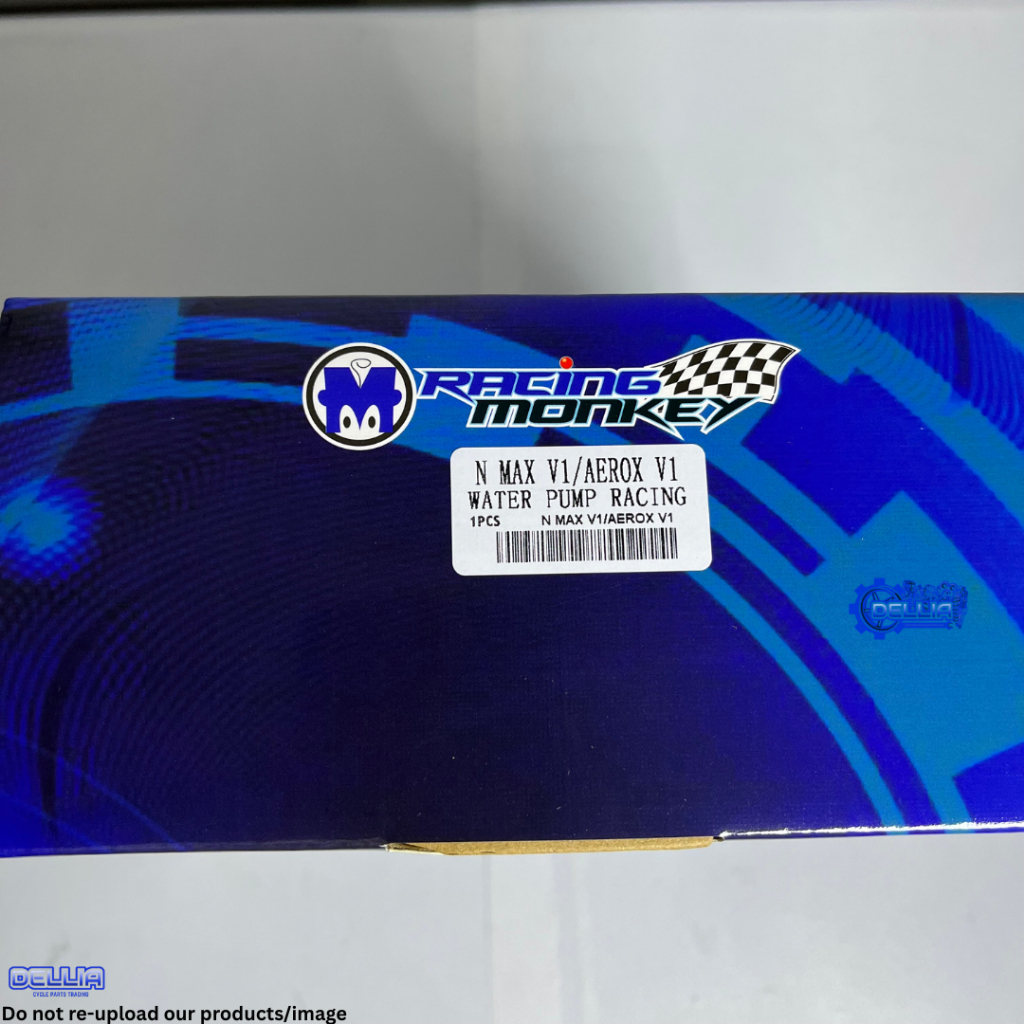 RACING
MONKEY
N MAX V1/AEROX V1
WATER PUMP RACING
1PCS N MAX V1/AEROX V1
DELLIA
DELLIA
CYCLE PARTS TRADING
Do not re-upload our products/image